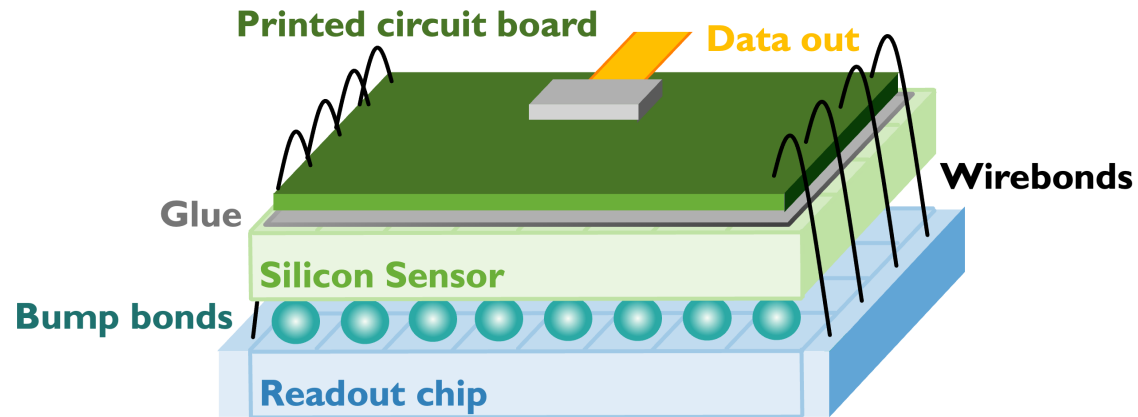 Printed circuit board
Data out
Wirebonds
Glue
Silicon Sensor
Bump bonds
Readout chip